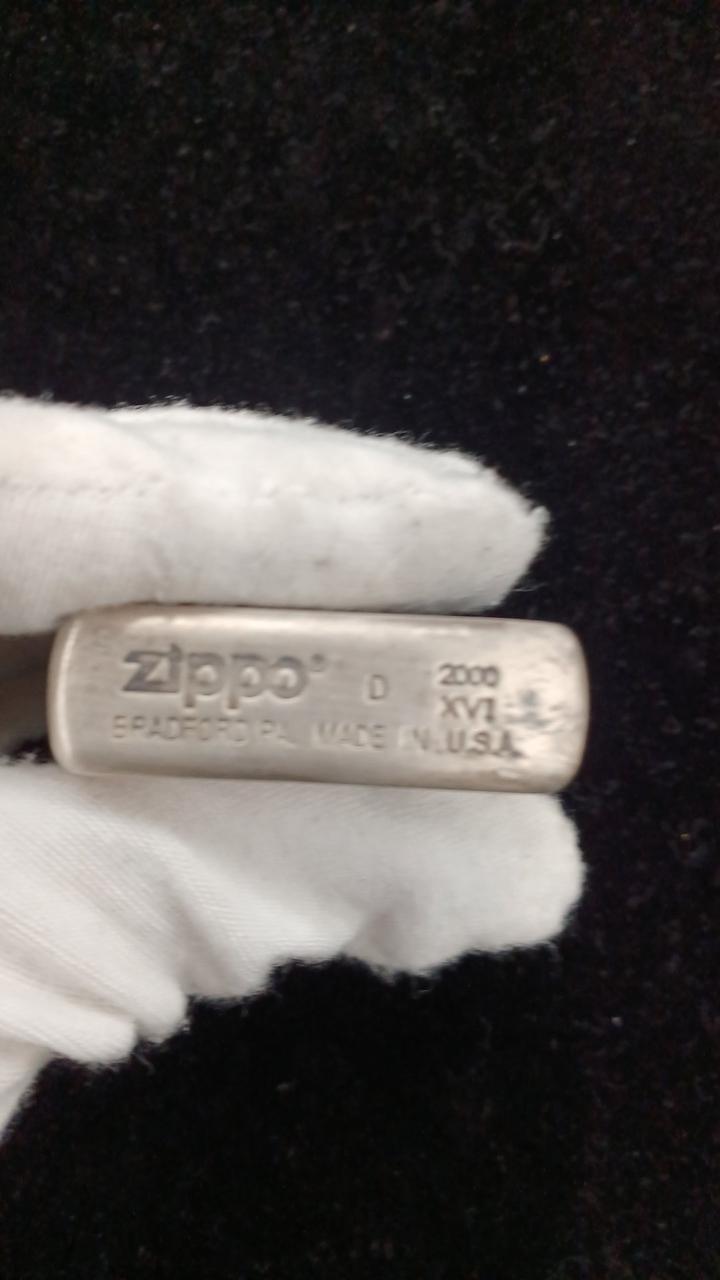 Zippo® D 2000
XVI
BRADFORD PA. MADE IN U.S.A.